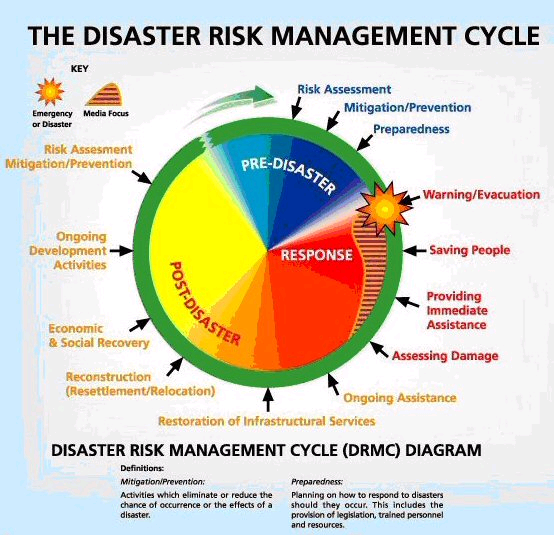 THE DISASTER RISK MANAGEMENT CYCLE
KEY
Emergency
or Disaster
Media Focus
Risk Assessment
Mitigation/Prevention
Preparedness
Risk Assesment
Mitigation/Prevention
PRE-DISASTER
Warning/Evacuation
Ongoing
Development
Activities
RESPONSE
Saving People
POST-DISASTER
Providing
Immediate
Assistance
Economic
& Social Recovery
Assessing Damage
Reconstruction
(Resettlement/Relocation)
Ongoing Assistance
Restoration of Infrastructural Services
DISASTER RISK MANAGEMENT CYCLE (DRMC) DIAGRAM
Definitions:
Mitigation/Prevention:
Activities which eliminate or reduce the
chance of occurrence or the effects of a
disaster.
Preparedness:
Planning on how to respond to disasters
should they occur. This includes the
provision of legislation, trained personnel
and resources.